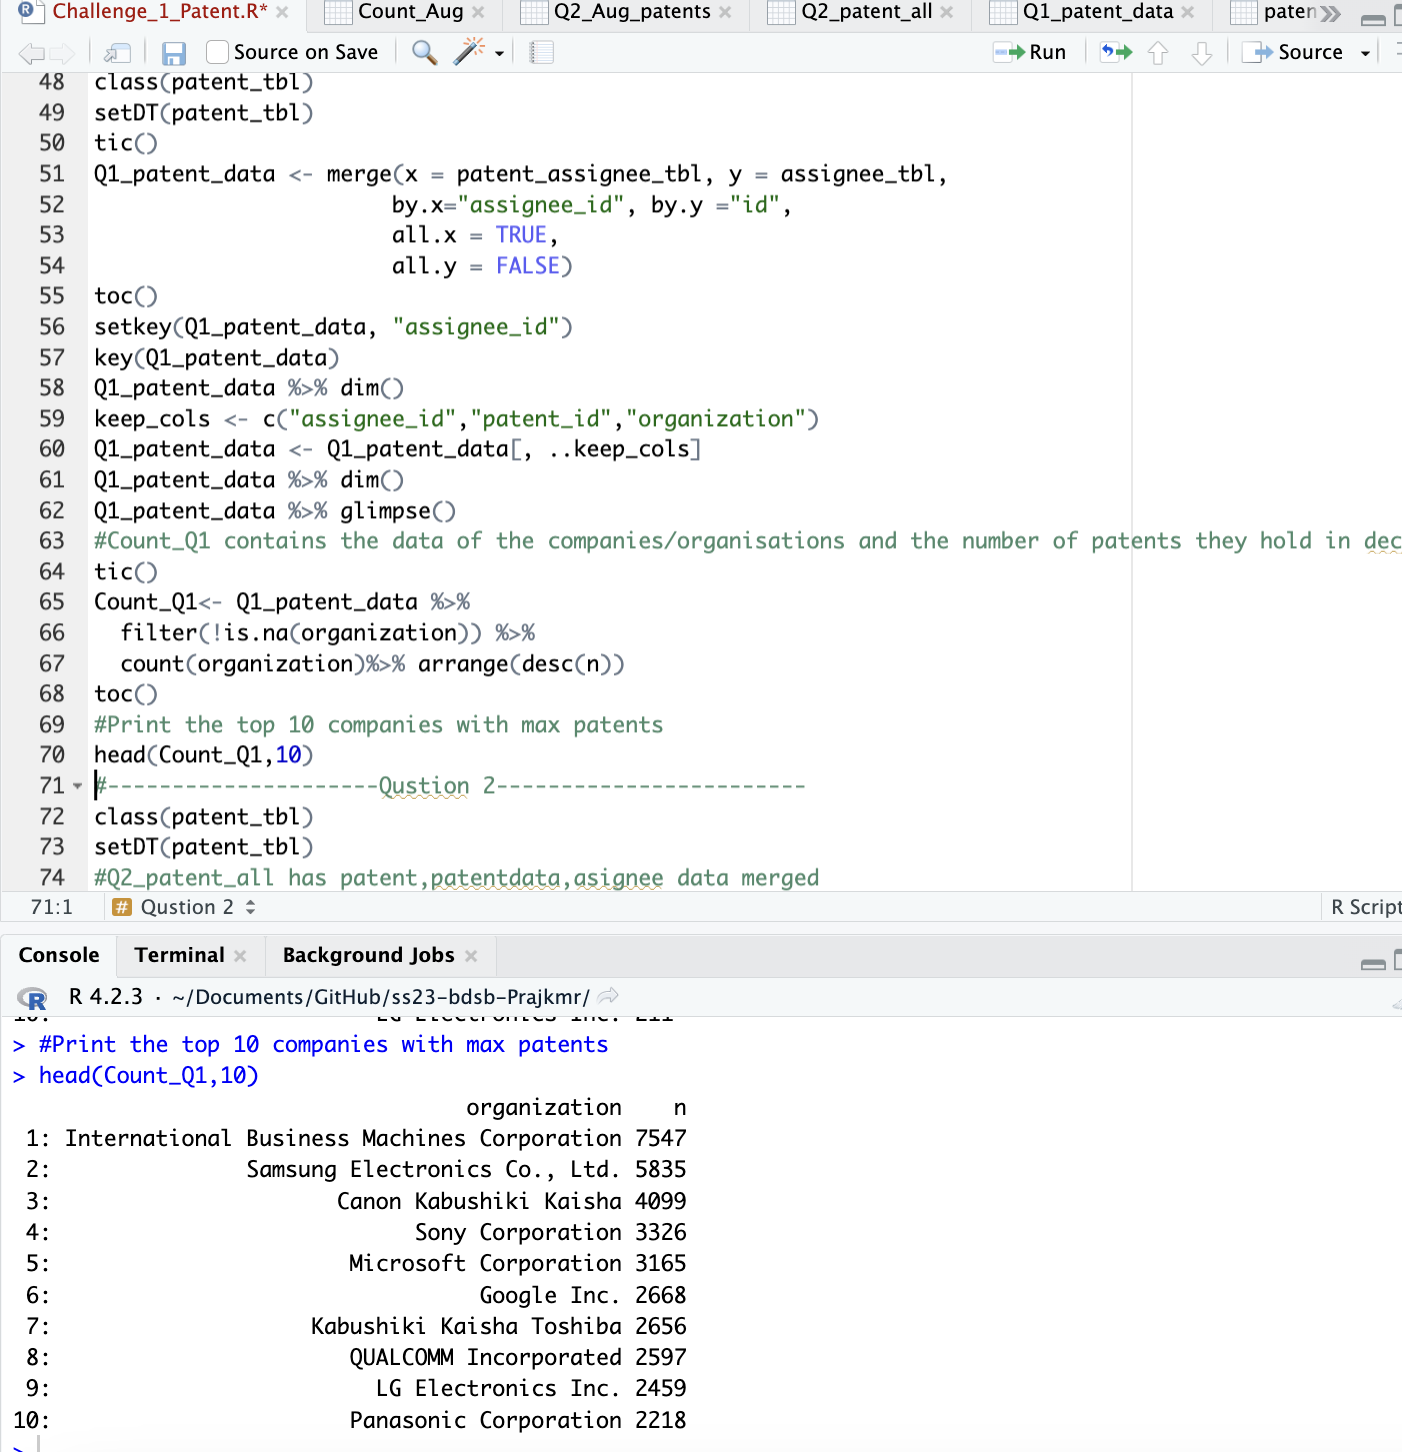 Challenge_1_Patent.R* Count_Aug Q2_Aug_patents Q2_patent_all Q1_patent_data paten
Source on Save Run Source
48 class(patent_tbl)
49 setDT(patent_tbl)
50 tic()
51 Q1_patent_data <- merge(x = patent_assignee_tbl, y = assignee_tbl,
52 by.x="assignee_id", by.y ="id",
53 all.x = TRUE,
54 all.y = FALSE)
55 toc()
56 setkey(Q1_patent_data, "assignee_id")
57 key(Q1_patent_data)
58 Q1_patent_data %>% dim()
59 keep_cols <- c("assignee_id","patent_id","organization")
60 Q1_patent_data <- Q1_patent_data[, ..keep_cols]
61 Q1_patent_data %>% dim()
62 Q1_patent_data %>% glimpse()
63 #Count_Q1 contains the data of the companies/organisations and the number of patents they hold in dec
64 tic()
65 Count_Q1<- Q1_patent_data %>%
66 filter(!is.na(organization)) %>%
67 count(organization)%>% arrange(desc(n))
68 toc()
69 #Print the top 10 companies with max patents
70 head(Count_Q1,10)
71 #---------------------Qustion 2------------------------
72 class(patent_tbl)
73 setDT(patent_tbl)
74 #Q2_patent_all has patent,patentdata,asignee data merged
71:1 # Qustion 2 R Script
Console Terminal Background Jobs
R R 4.2.3 · ~/Documents/GitHub/ss23-bdsb-Prajkmr/
> #Print the top 10 companies with max patents
> head(Count_Q1,10)
organization n
1: International Business Machines Corporation 7547
2: Samsung Electronics Co., Ltd. 5835
3: Canon Kabushiki Kaisha 4099
4: Sony Corporation 3326
5: Microsoft Corporation 3165
6: Google Inc. 2668
7: Kabushiki Kaisha Toshiba 2656
8: QUALCOMM Incorporated 2597
9: LG Electronics Inc. 2459
10: Panasonic Corporation 2218
>